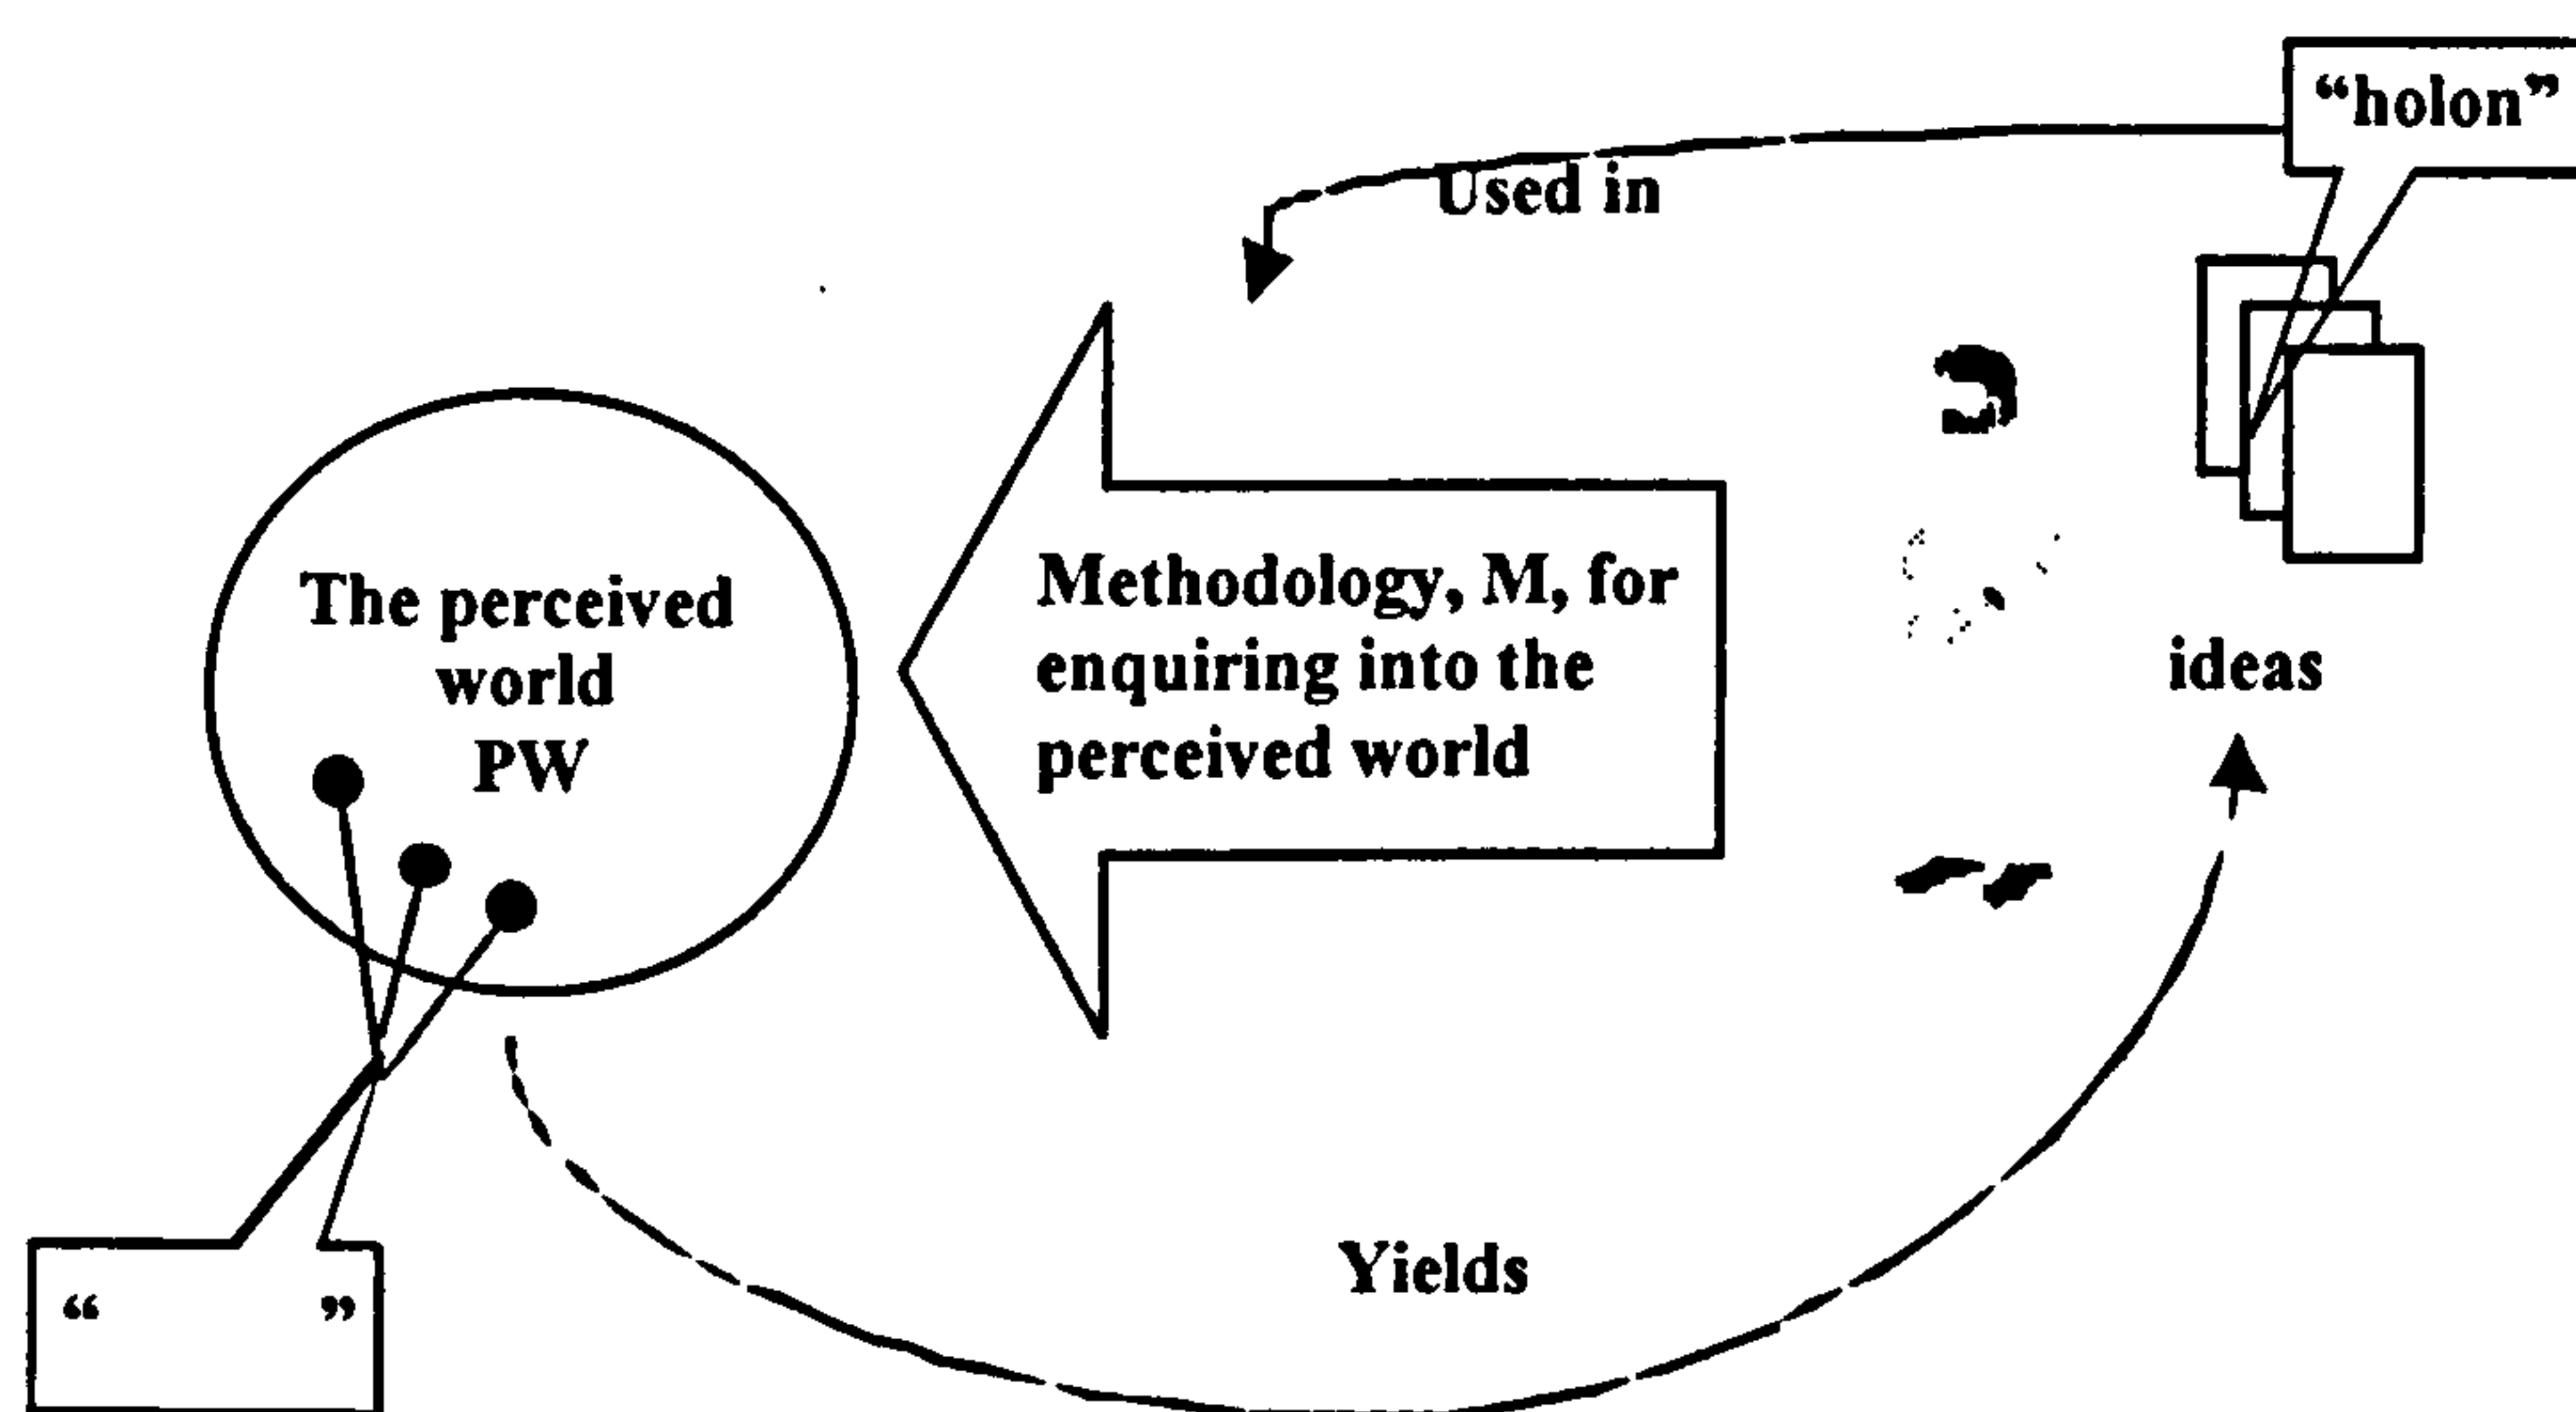 “holon”
Used in
The perceived
world
PW
Methodology, M, for
enquiring into the
perceived world
ideas
Yields
“ ”